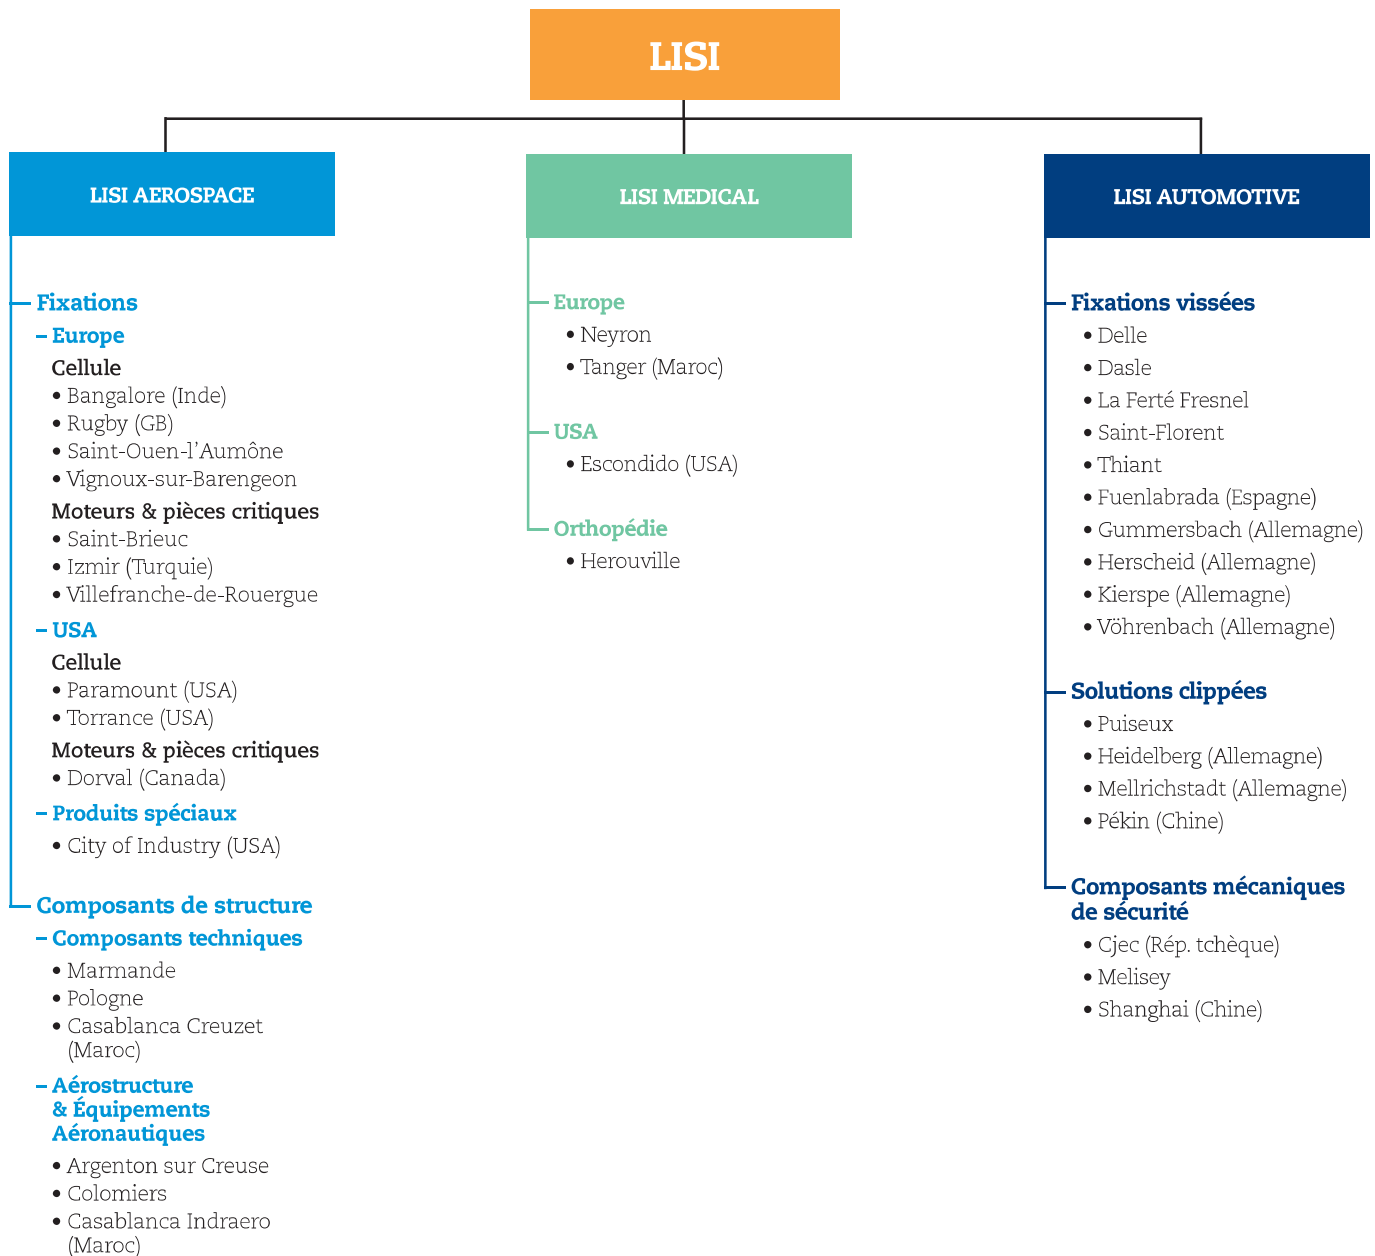 LISI
LISI AEROSPACE
Fixations
– Europe
Cellule
• Bangalore (Inde)
• Rugby (GB)
• Saint-Ouen-l’Aumône
• Vignoux-sur-Barengeon
Moteurs & pièces critiques
• Saint-Brieuc
• Izmir (Turquie)
• Villefranche-de-Rouergue
– USA
Cellule
• Paramount (USA)
• Torrance (USA)
Moteurs & pièces critiques
• Dorval (Canada)
– Produits spéciaux
• City of Industry (USA)
Composants de structure
– Composants techniques
• Marmande
• Pologne
• Casablanca Creuzet
(Maroc)
– Aérostructure
& Équipements
Aéronautiques
• Argenton sur Creuse
• Colomiers
• Casablanca Indraero
(Maroc)
LISI MEDICAL
Europe
• Neyron
• Tanger (Maroc)
USA
• Escondido (USA)
Orthopédie
• Herouville
LISI AUTOMOTIVE
Fixations vissées
• Delle
• Dasle
• La Ferté Fresnel
• Saint-Florent
• Thiant
• Fuenlabrada (Espagne)
• Gummersbach (Allemagne)
• Herscheid (Allemagne)
• Kierspe (Allemagne)
• Vöhrenbach (Allemagne)
Solutions clippées
• Puiseux
• Heidelberg (Allemagne)
• Mellrichstadt (Allemagne)
• Pékin (Chine)
Composants mécaniques
de sécurité
• Cjec (Rép. tchèque)
• Melisey
• Shanghai (Chine)